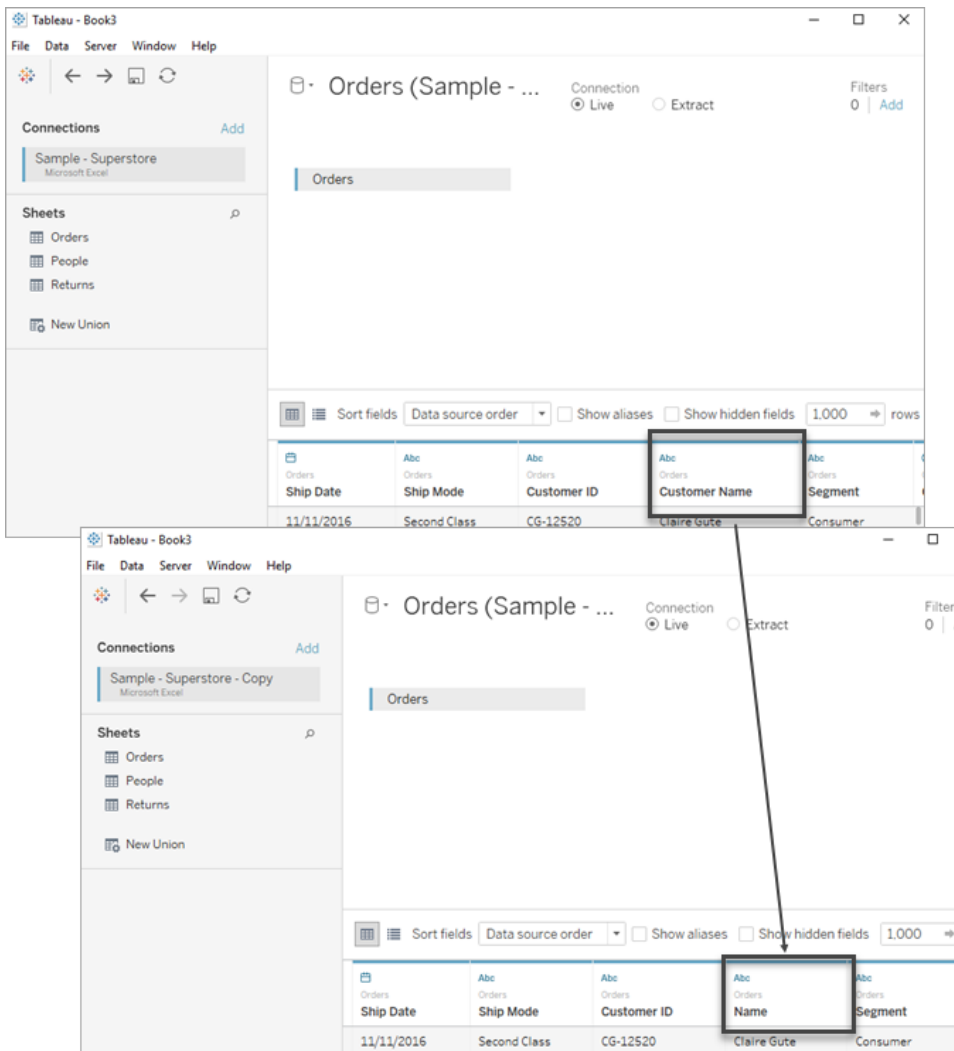 Tableau - Book3
File Data Server Window Help
Orders (Sample - ...
Connection
Live Extract
Filters
0 Add
Connections Add
Sample - Superstore
Microsoft Excel
Orders
Sheets
Orders
People
Returns
New Union
Sort fields Data source order Show aliases Show hidden fields 1,000 rows
Abc Abc Abc Abc
Orders Orders Orders Orders Orders
Ship Date Ship Mode Customer ID Customer Name Segment
11/11/2016 Second Class CG-12520 Claire Gute Consumer
Tableau - Book3
File Data Server Window Help
Orders (Sample - ...
Connection
Live Extract
Filter
0
Connections Add
Sample - Superstore - Copy
Microsoft Excel
Orders
Sheets
Orders
People
Returns
New Union
Sort fields Data source order Show aliases Show hidden fields 1,000
Abc Abc Abc Abc
Orders Orders Orders Orders Orders
Ship Date Ship Mode Customer ID Name Segment
11/11/2016 Second Class CG-12520 Claire Gute Consumer